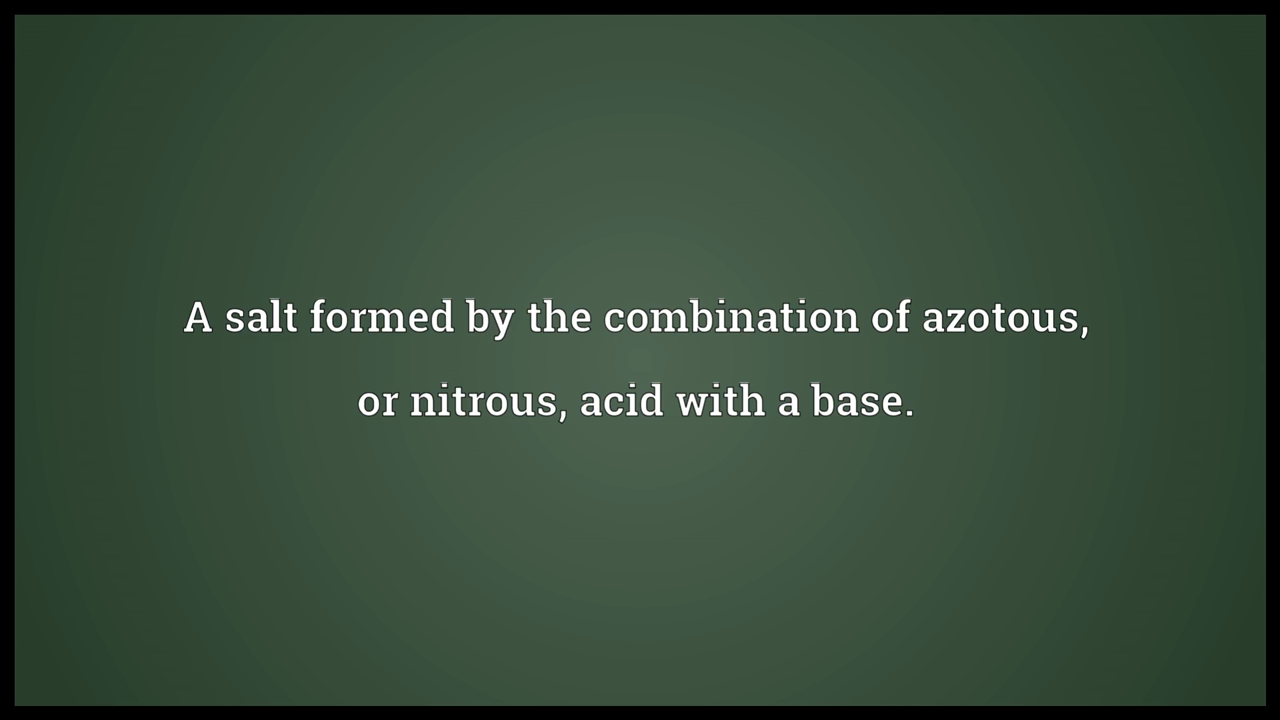 A salt formed by the combination of azotous,
or nitrous, acid with a base.